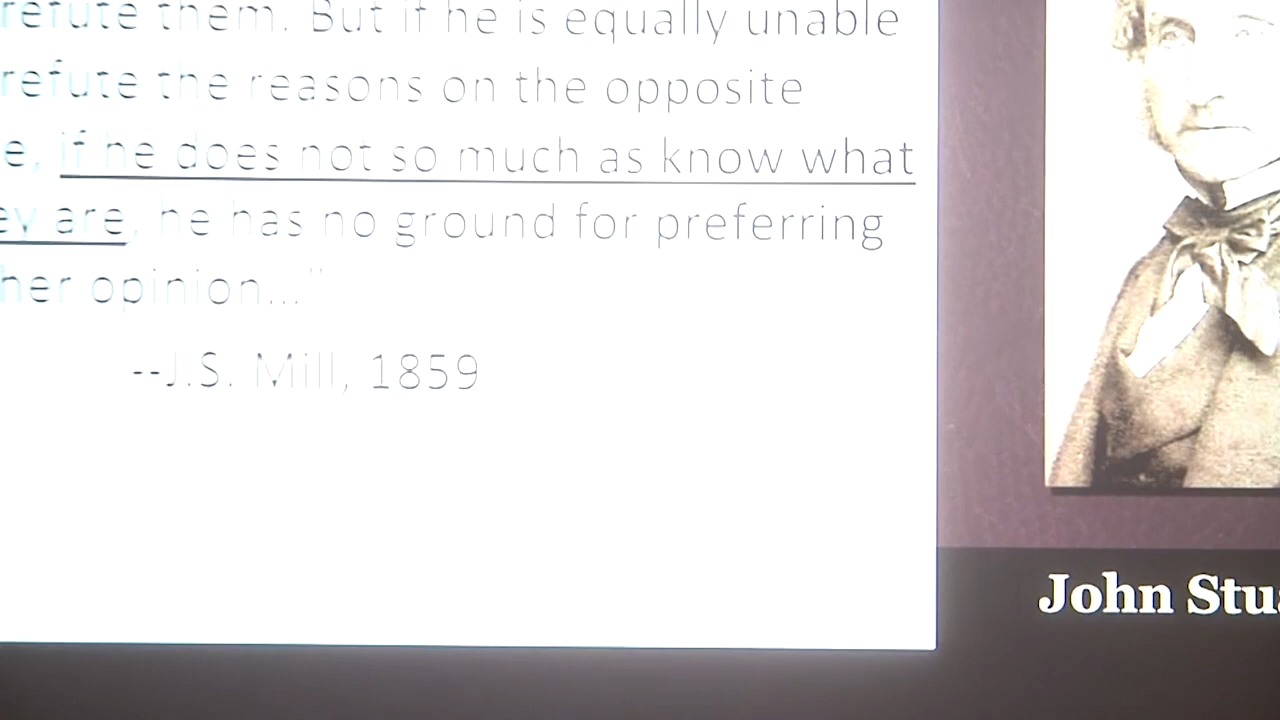 refute them. But if he is equally unable
refute the reasons on the opposite
e, if he does not so much as know what
ey are, he has no ground for preferring
her opinion..."
--J.S. Mill, 1859
John Stu